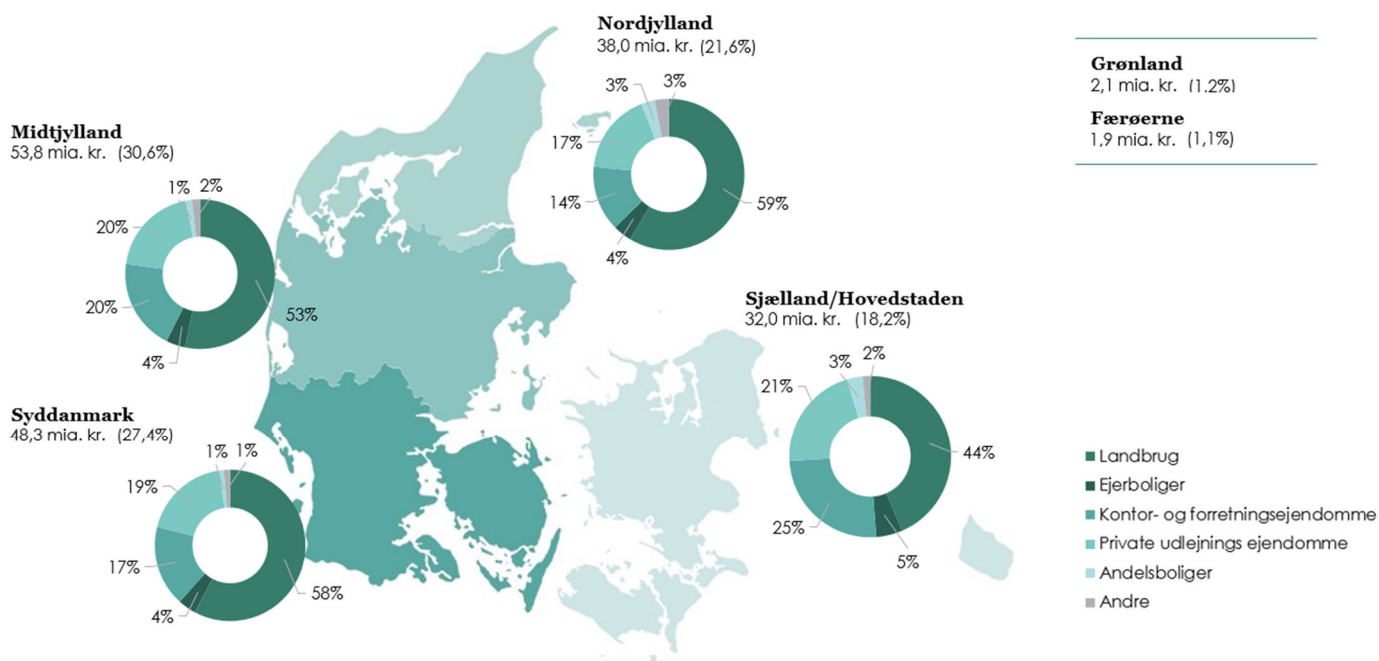 Nordjylland
38,0 mia. kr. (21,6%)
3%
3%
17%
14%
4%
59%
Grønland
2,1 mia. kr. (1.2%)
Færøerne
1,9 mia. kr. (1,1%)
Midtjylland
53,8 mia. kr. (30,6%)
1%
2%
20%
20%
4%
53%
Sjælland/Hovedstaden
32,0 mia. kr. (18,2%)
3%
2%
21%
44%
25%
5%
Syddanmark
48,3 mia. kr. (27,4%)
1%
1%
19%
17%
4%
58%
Landbrug
Ejerboliger
Kontor- og forretningsejendomme
Private udlejnings ejendomme
Andelsboliger
Andre